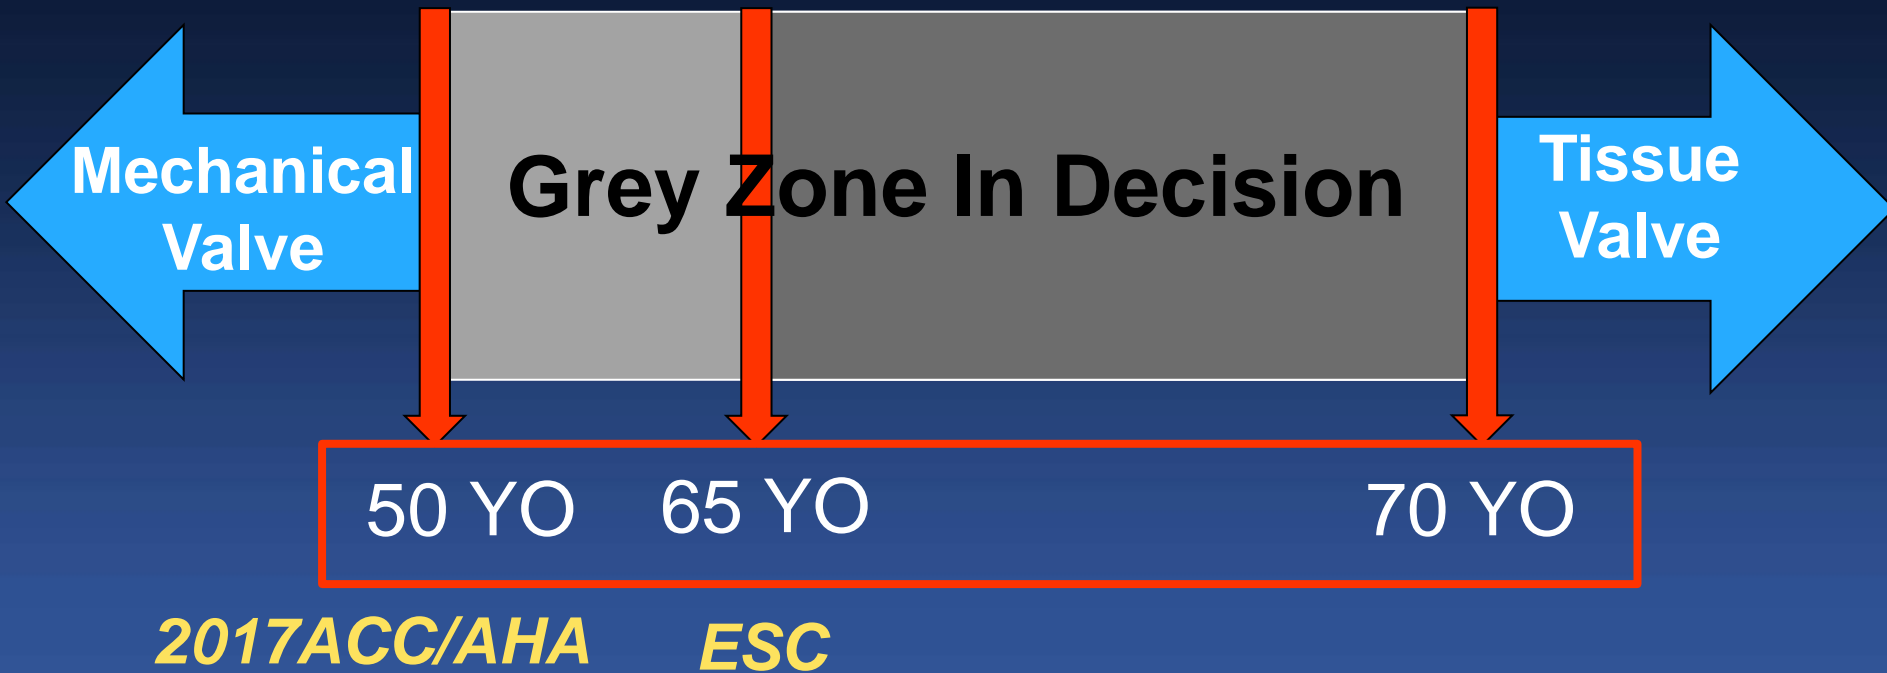 Mechanical
Valve
Grey Zone In Decision
Tissue
Valve
50 YO
65 YO
70 YO
2017ACC/AHA
ESC